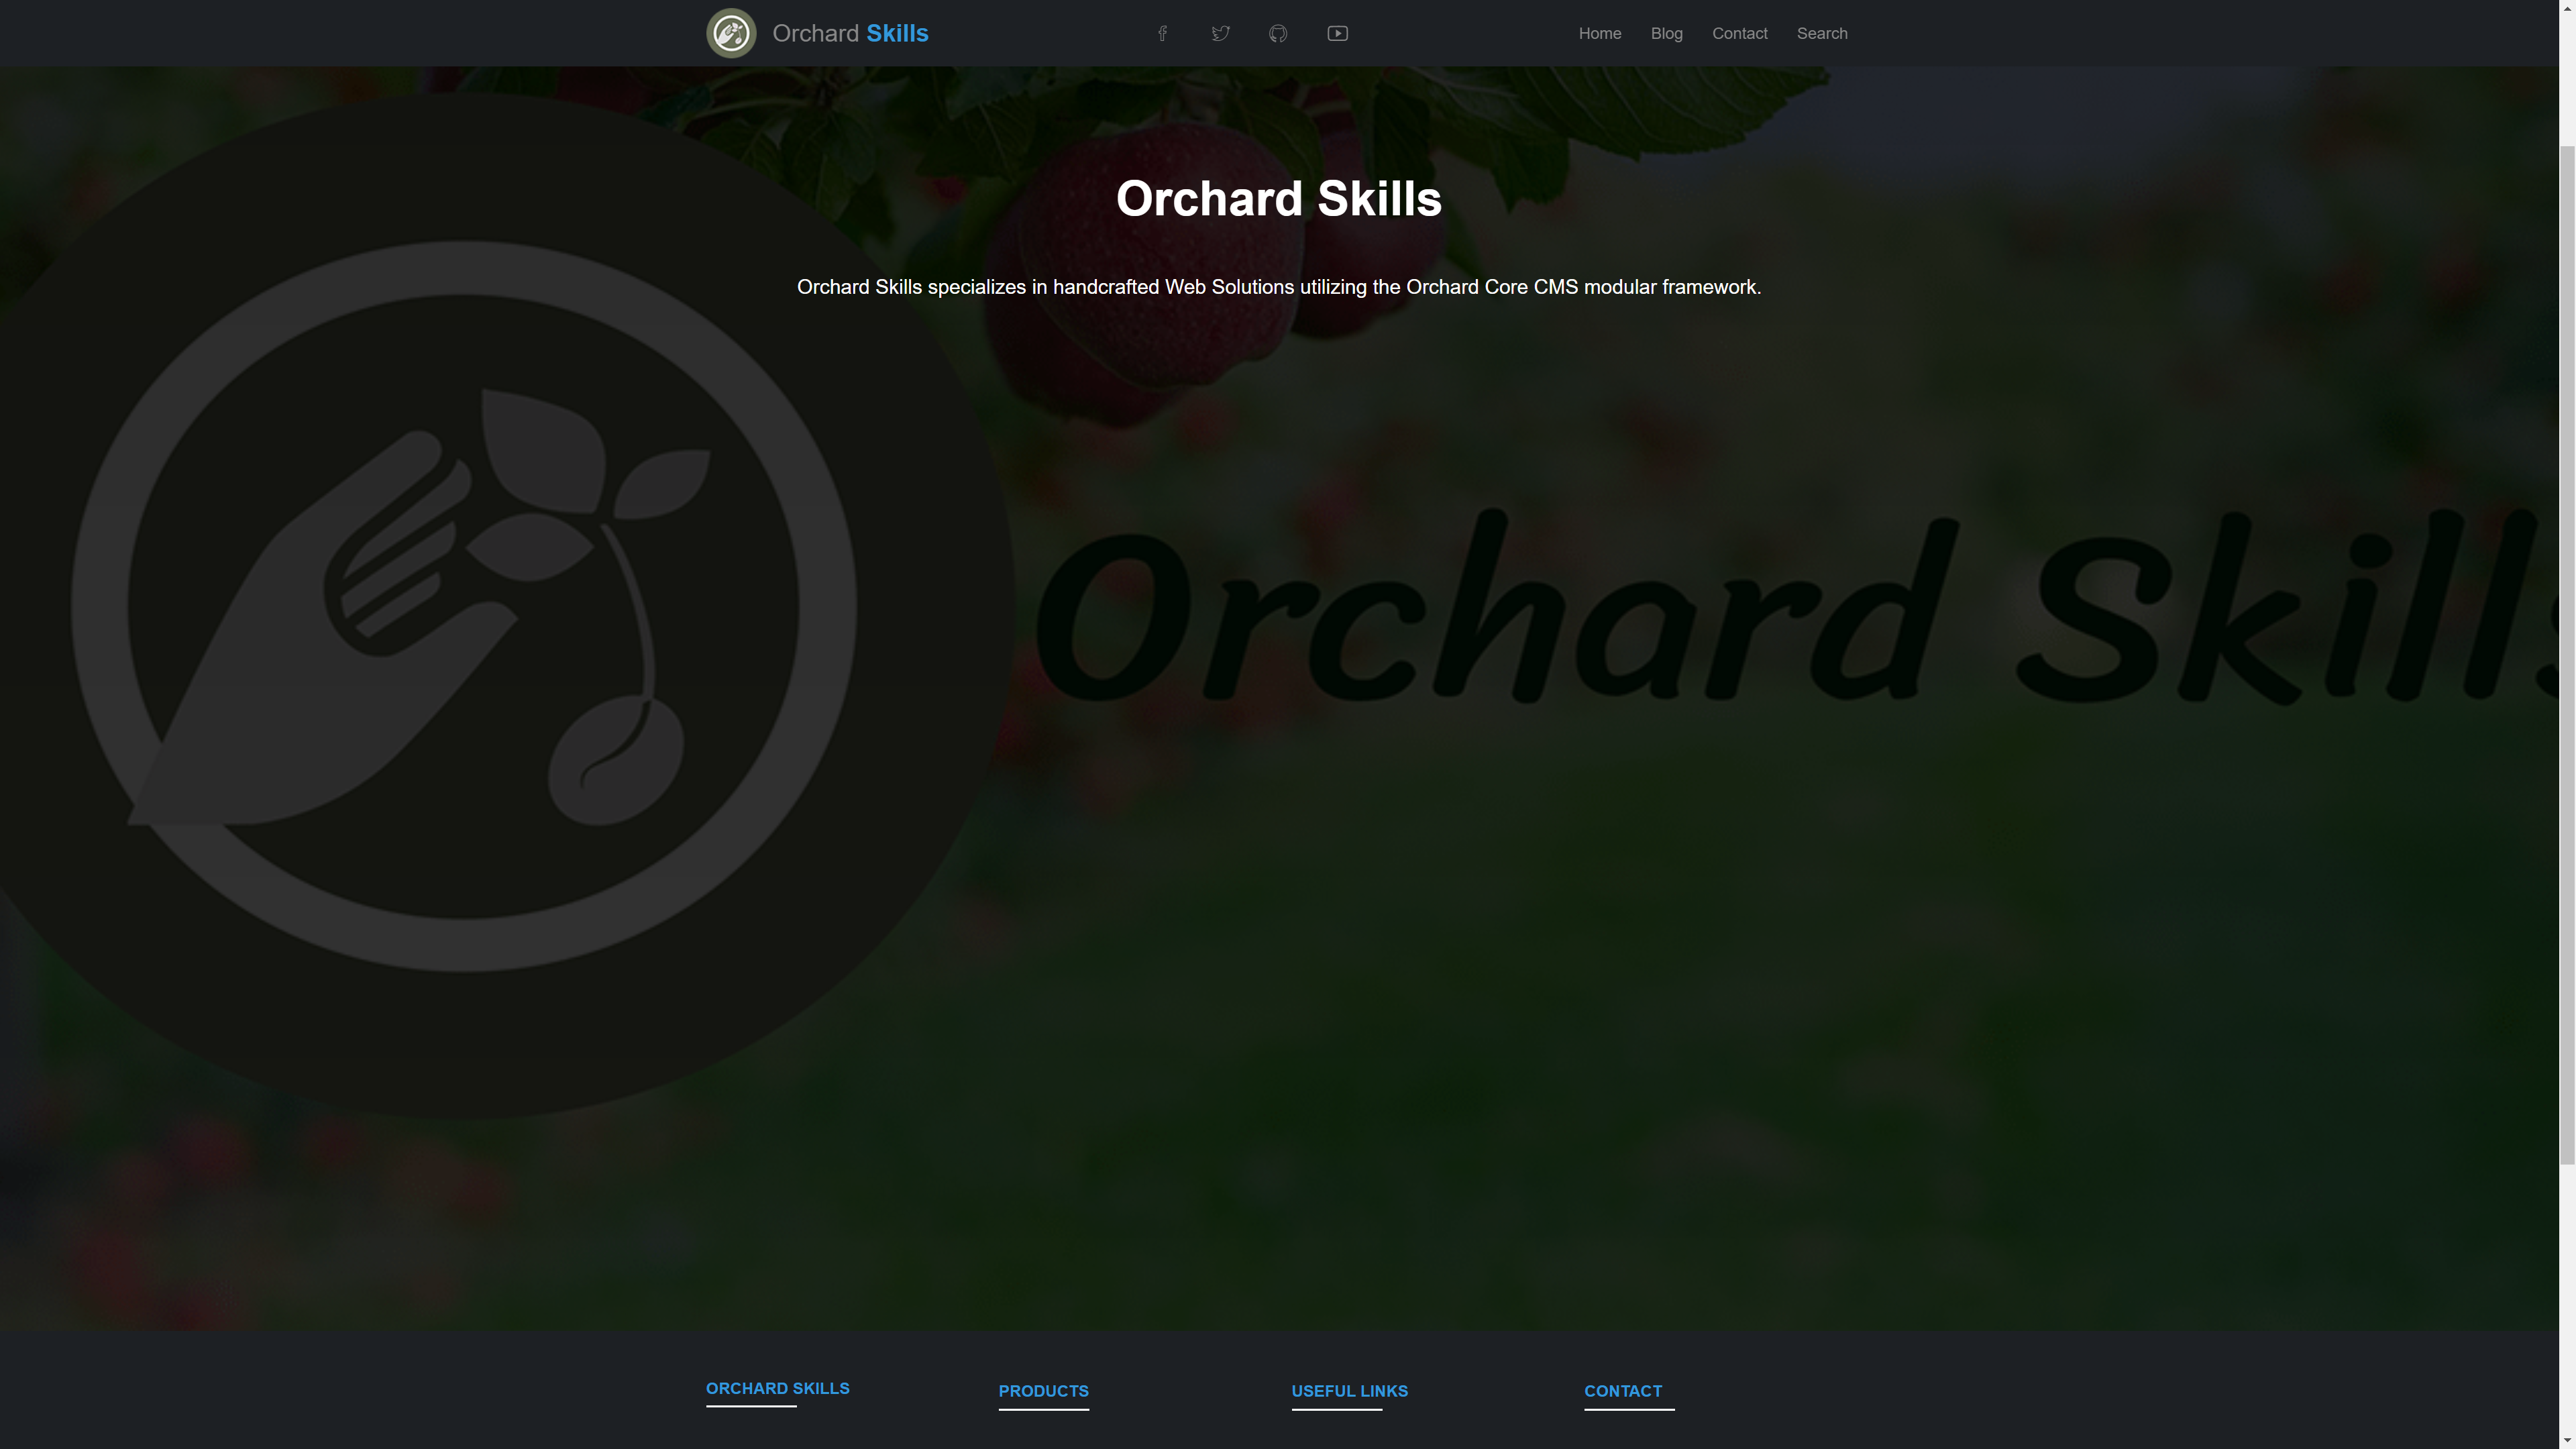 Orchard Skills
Home Blog Contact Search
Orchard Skills
Orchard Skills specializes in handcrafted Web Solutions utilizing the Orchard Core CMS modular framework.
Orchard Skills
ORCHARD SKILLS
PRODUCTS
USEFUL LINKS
CONTACT